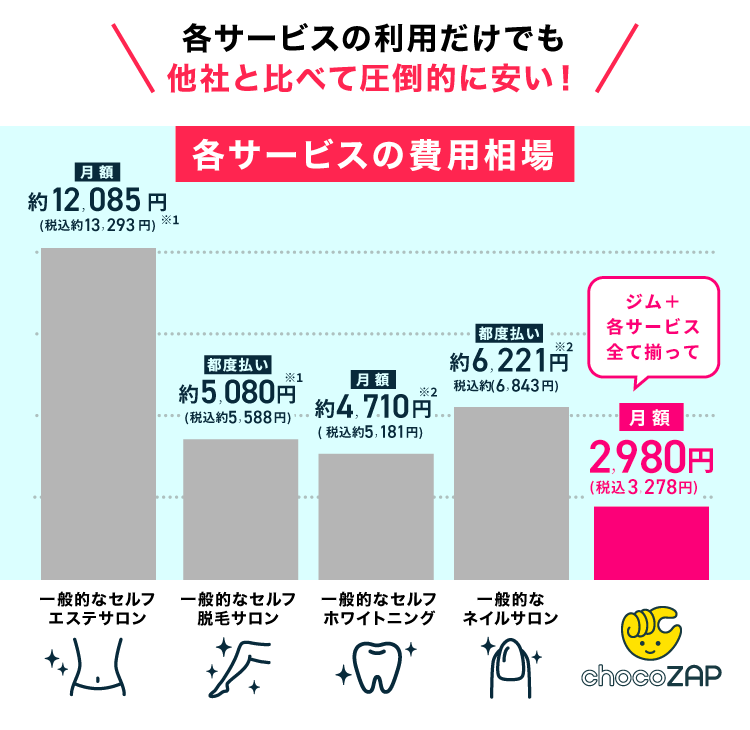 各サービスの利用だけでも
他社と比べて圧倒的に安い！
各サービスの費用相場
月額
約12,085円
(税込約13,293円) ※1
都度払い
約5,080円※1
(税込約5,588円)
月額
約4,710円※2
(税込約5,181円)
都度払い
約6,221円※2
税込約(6,843円)
ジム＋
各サービス
全て揃って
月額
2,980円
(税込3,278円)
一般的なセルフ
エステサロン
一般的なセルフ
脱毛サロン
一般的なセルフ
ホワイトニング
一般的な
ネイルサロン
chocoZAP